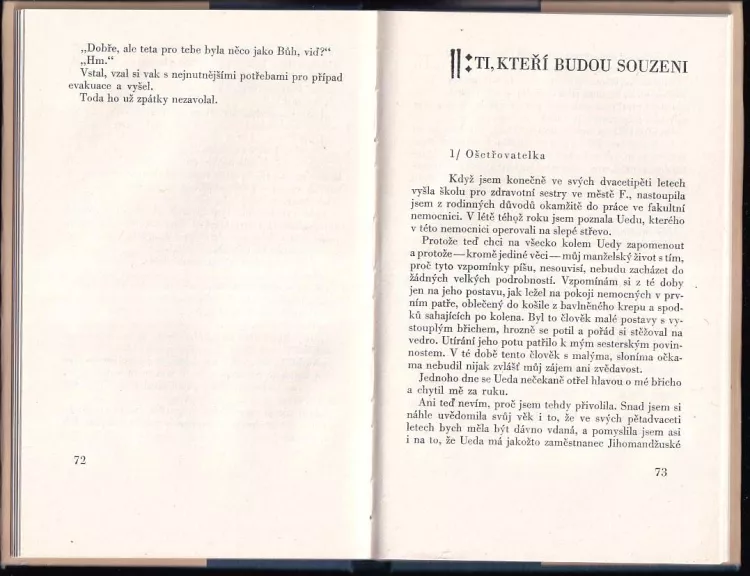 „Dobře, ale teta pro tebe byla něco jako Bůh, viď?“
„Hm.“
Vstal, vzal si vak s nejnutnějšími potřebami pro případ
evakuace a vyšel.
Toda ho už zpátky nezavolal.
72
II: TI, KTEŘÍ BUDOU SOUZENI
1/ Ošetřovatelka
Když jsem konečně ve svých dvacetipěti letech
vyšla školu pro zdravotní sestry ve městě F., nastoupila
jsem z rodinných důvodů okamžitě do práce ve fakultní
nemocnici. V létě téhož roku jsem poznala Uedu, kterého
v této nemocnici operovali na slepé střevo.
Protože teď chci na všecko kolem Uedy zapomenout
a protože—kromě jediné věci—můj manželský život s tím,
proč tyto vzpomínky píšu, nesouvisí, nebudu zacházet do
žádných velkých podrobností. Vzpomínám si z té doby
jen na jeho postavu, jak ležel na pokoji nemocných v prv-
ním patře, oblečený do košile z bavlněného krepu a spod-
ků sahajících po kolena. Byl to člověk malé postavy s vy-
stouplým břichem, hrozně se potil a pořád si stěžoval na
vedro. Utírání jeho potu patřilo k mým sesterským povin-
nostem. V té době tento člověk s malýma, sloníma očka-
ma nebudil nijak zvlášť můj zájem ani zvědavost.
Jednoho dne se Ueda nečekaně otřel hlavou o mé břicho
a chytil mě za ruku.
Ani teď nevím, proč jsem tehdy přivolila. Snad jsem si
náhle uvědomila svůj věk i to, že ve svých pětadvaceti
letech bych měla být dávno vdaná, a pomyslila jsem asi
i na to, že Ueda má jakožto zaměstnanec Jihomandžuské
73